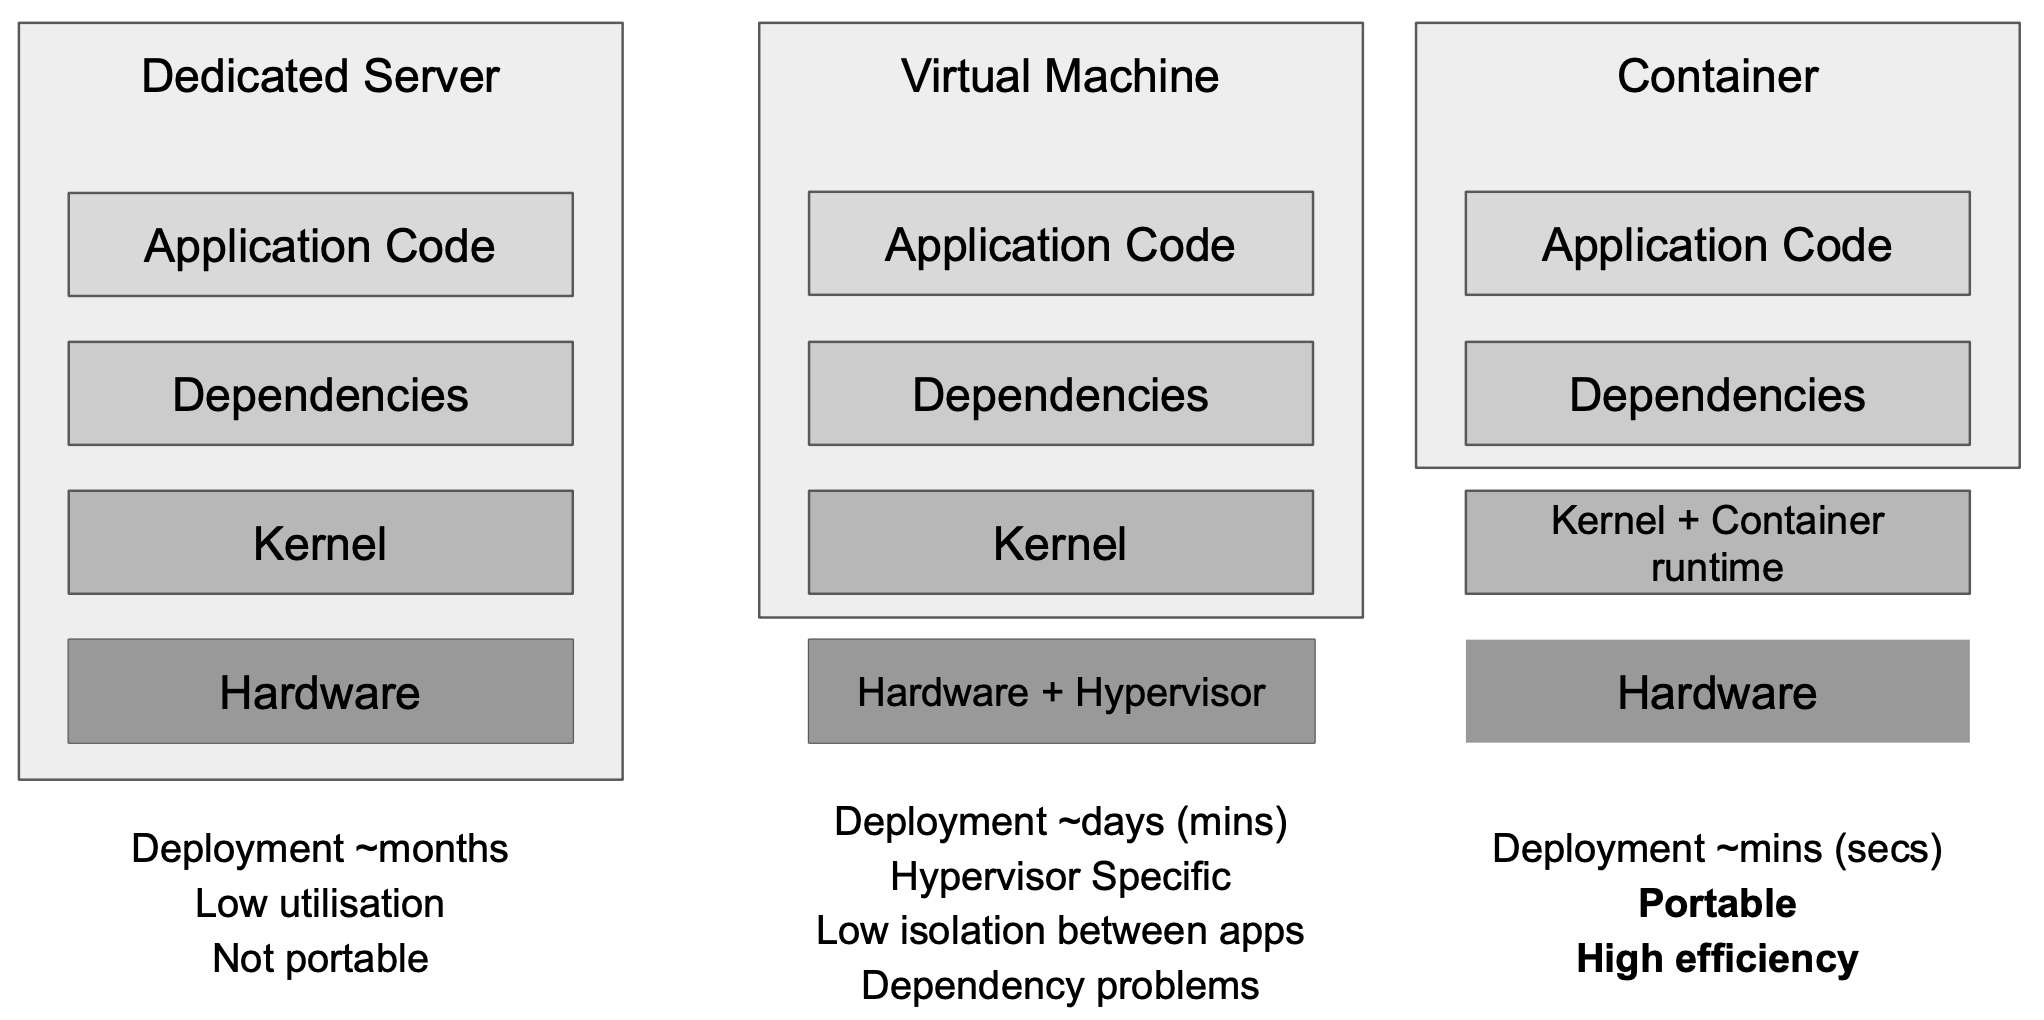 Dedicated Server
Application Code
Dependencies
Kernel
Hardware
Deployment ~months
Low utilisation
Not portable
Virtual Machine
Application Code
Dependencies
Kernel
Hardware + Hypervisor
Deployment ~days (mins)
Hypervisor Specific
Low isolation between apps
Dependency problems
Container
Application Code
Dependencies
Kernel + Container
runtime
Hardware
Deployment ~mins (secs)
Portable
High efficiency